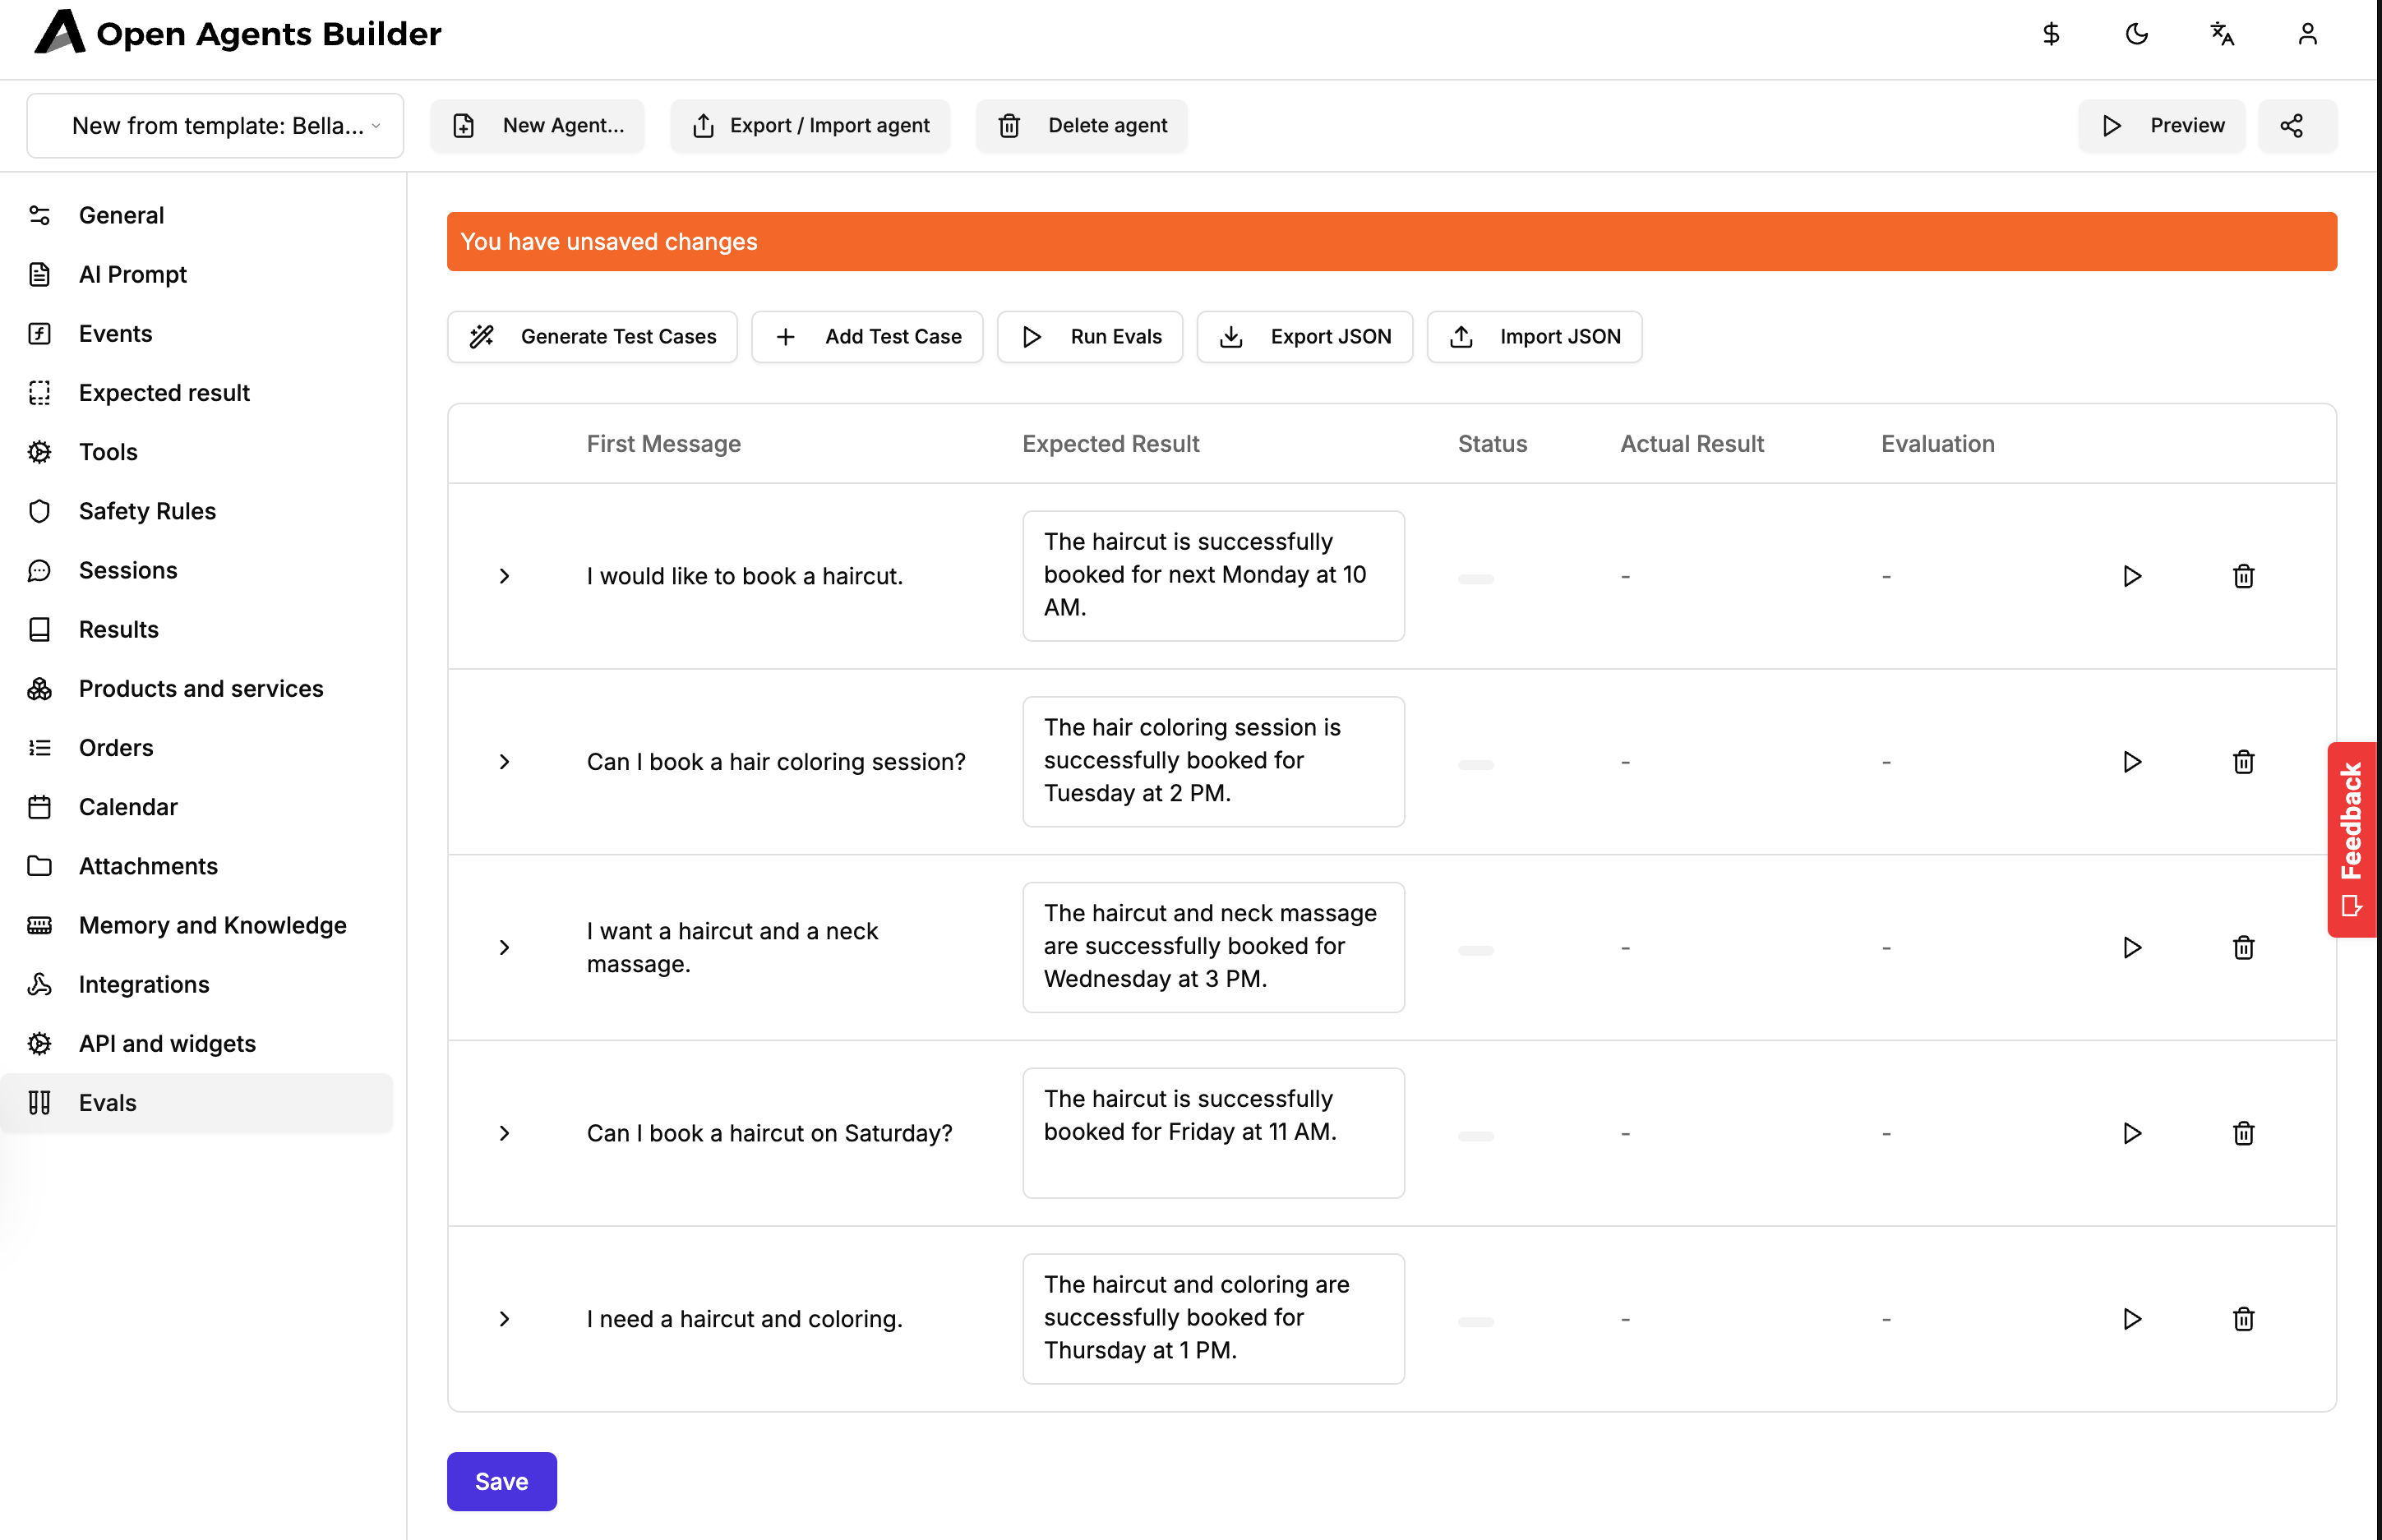 Open Agents Builder
New from template: Bella...
New Agent...
Export / Import agent
Delete agent
Preview
General
AI Prompt
Events
Expected result
Tools
Safety Rules
Sessions
Results
Products and services
Orders
Calendar
Attachments
Memory and Knowledge
Integrations
API and widgets
Evals
You have unsaved changes
Generate Test Cases
Add Test Case
Run Evals
Export JSON
Import JSON
First Message
Expected Result
Status
Actual Result
Evaluation
I would like to book a haircut.
The haircut is successfully
booked for next Monday at 10
AM.
-
-
Can I book a hair coloring session?
The hair coloring session is
successfully booked for
Tuesday at 2 PM.
-
-
I want a haircut and a neck
massage.
The haircut and neck massage
are successfully booked for
Wednesday at 3 PM.
-
-
Can I book a haircut on Saturday?
The haircut is successfully
booked for Friday at 11 AM.
-
-
I need a haircut and coloring.
The haircut and coloring are
successfully booked for
Thursday at 1 PM.
-
-
Save
Feedback